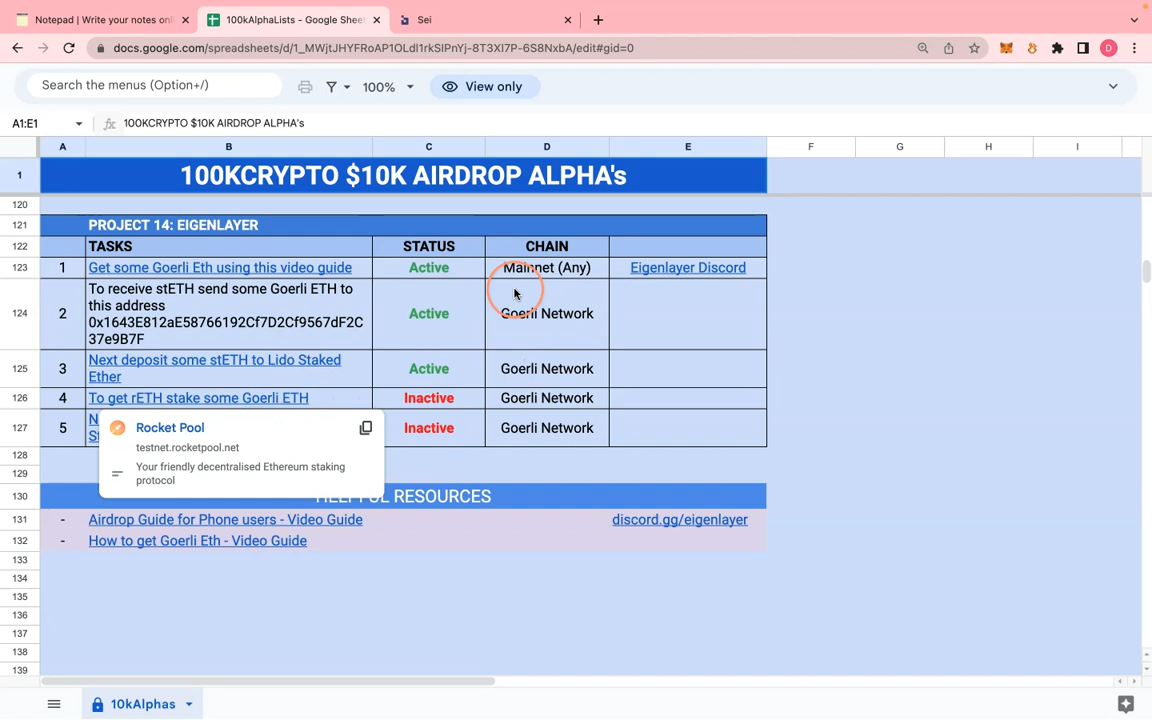 Notepad | Write your notes onl
100kAlphaLists - Google Sheet
Sei
docs.google.com/spreadsheets/d/1_MWjtJHYFRoAP1OLdl1rkSIPnYj-8T3XI7P-6S8NxbA/edit#gid=0
D
Search the menus (Option+/)
100%
View only
A1:E1
fx
100KCRYPTO $10K AIRDROP ALPHA's
A B C D E F G H I
1 100KCRYPTO $10K AIRDROP ALPHA's
120
121 PROJECT 14: EIGENLAYER
122 TASKS STATUS CHAIN
123 1 Get some Goerli Eth using this video guide Active Mainnet (Any) Eigenlayer Discord
To receive stETH send some Goerli ETH to
this address
124 2 Active Goerli Network
0x1643E812aE58766192Cf7D2Cf9567dF2C
37e9B7F
Next deposit some stETH to Lido Staked
125 3 Active Goerli Network
Ether
126 4 To get rETH stake some Goerli ETH Inactive Goerli Network
127 5 Inactive Goerli Network
Rocket Pool
testnet.rocketpool.net
Your friendly decentralised Ethereum staking
protocol
128
129
130 HELPFUL RESOURCES
131 - Airdrop Guide for Phone users - Video Guide discord.gg/eigenlayer
132 - How to get Goerli Eth - Video Guide
133
134
135
136
137
138
139
10kAlphas